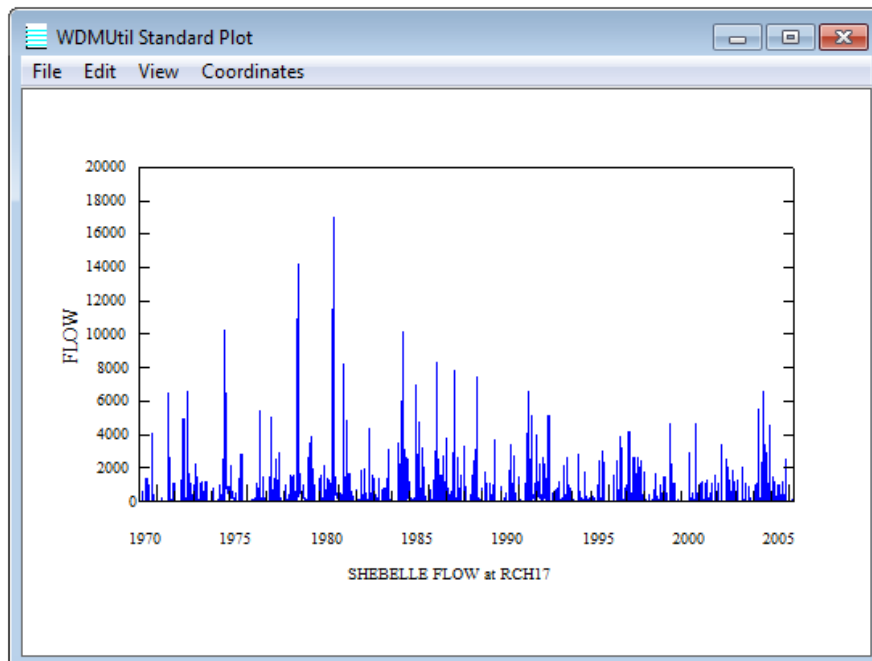 WDMUtil Standard Plot
File Edit View Coordinates
20000
18000
16000
14000
12000
10000
8000
6000
4000
2000
0
FLOW
1970 1975 1980 1985 1990 1995 2000 2005
SHEBELLE FLOW at RCH17